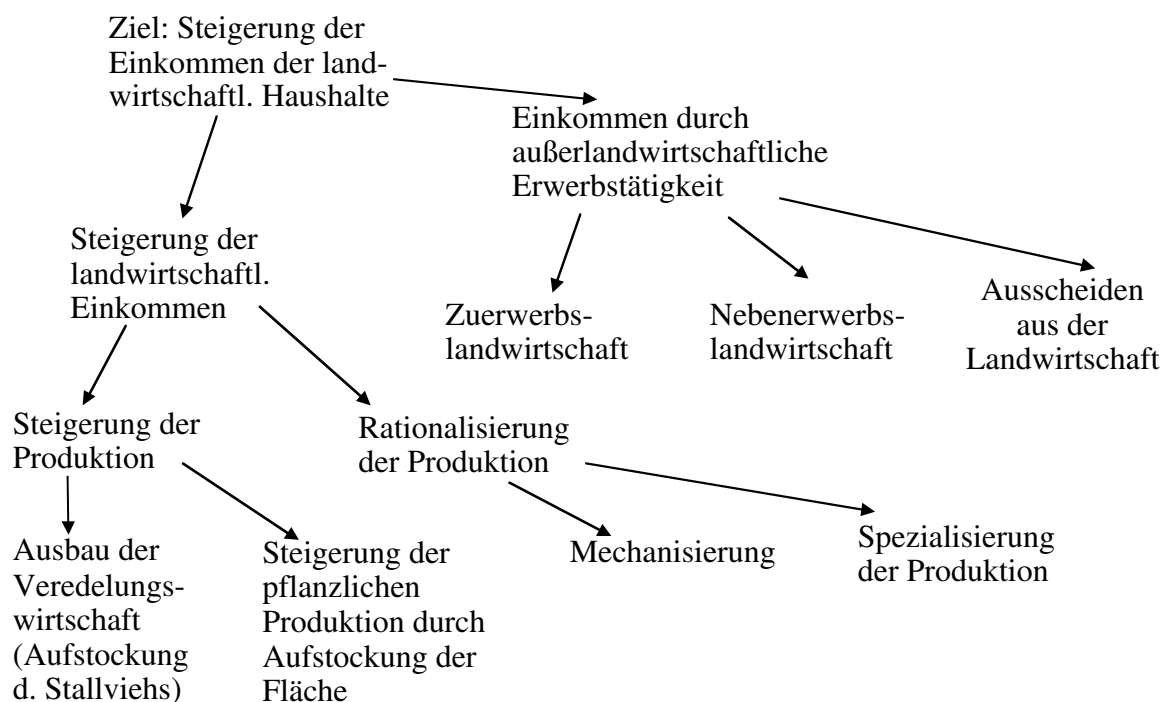 Ziel: Steigerung der
Einkommen der land-
wirtschaftl. Haushalte
Einkommen durch
außerlandwirtschaftliche
Erwerbstätigkeit
Steigerung der
landwirtschaftl.
Einkommen
Zuerwerbs-
landwirtschaft
Nebenerwerbs-
landwirtschaft
Ausscheiden
aus der
Landwirtschaft
Steigerung der
Produktion
Rationalisierung
der Produktion
Ausbau der
Veredelungs-
wirtschaft
(Aufstockung
d. Stallviehs)
Steigerung der
pflanzlichen
Produktion durch
Aufstockung der
Fläche
Mechanisierung
Spezialisierung
der Produktion